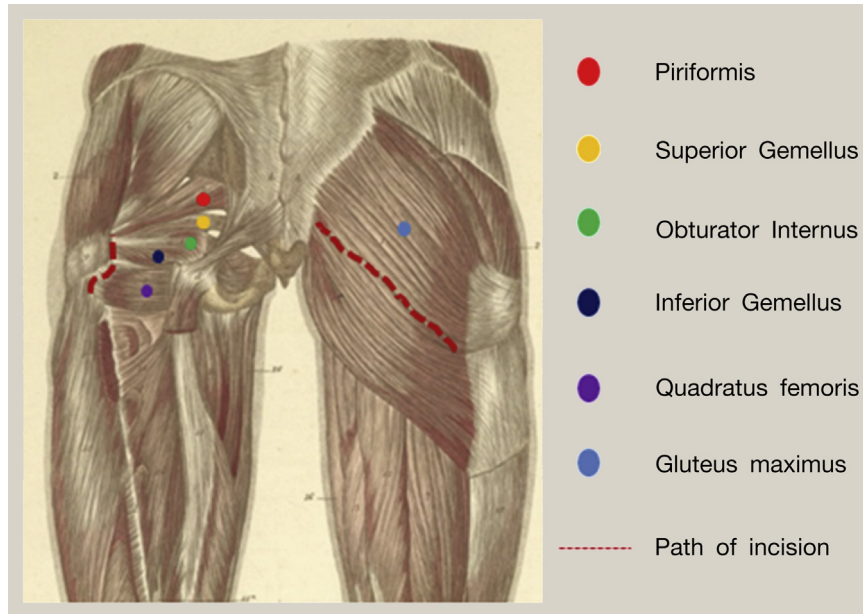 Piriformis
Superior Gemellus
Obturator Internus
Inferior Gemellus
Quadratus femoris
Gluteus maximus
Path of incision